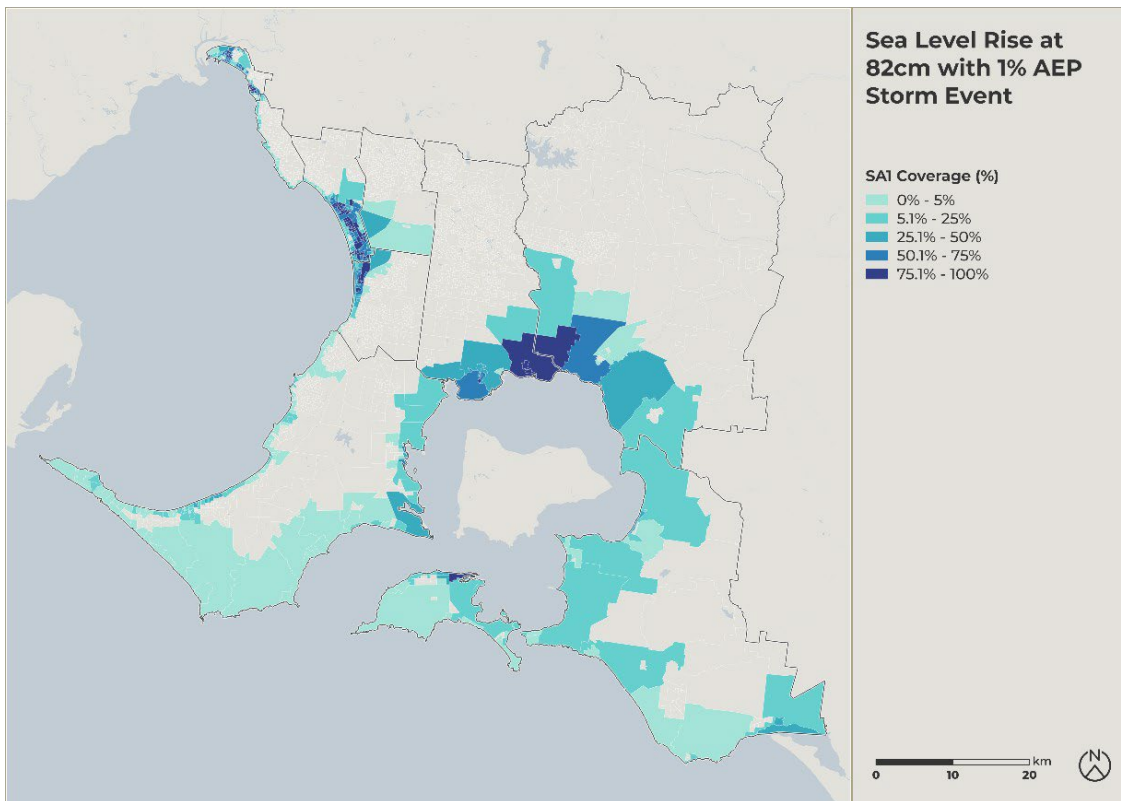 Sea Level Rise at
82cm with 1% AEP
Storm Event
SA1 Coverage (%)
0% - 5%
5.1% - 25%
25.1% - 50%
50.1% - 75%
75.1% - 100%
km
0 10 20
N